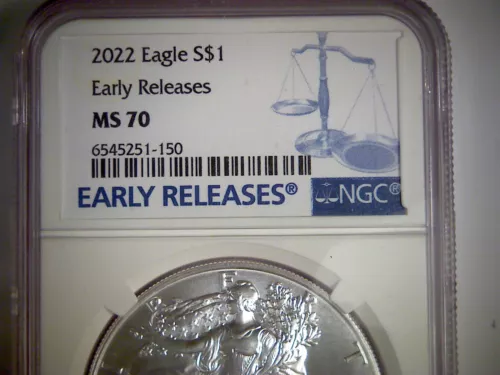 2022 Eagle S$1
Early Releases
MS 70
6545251-150
EARLY RELEASES®
NGC®